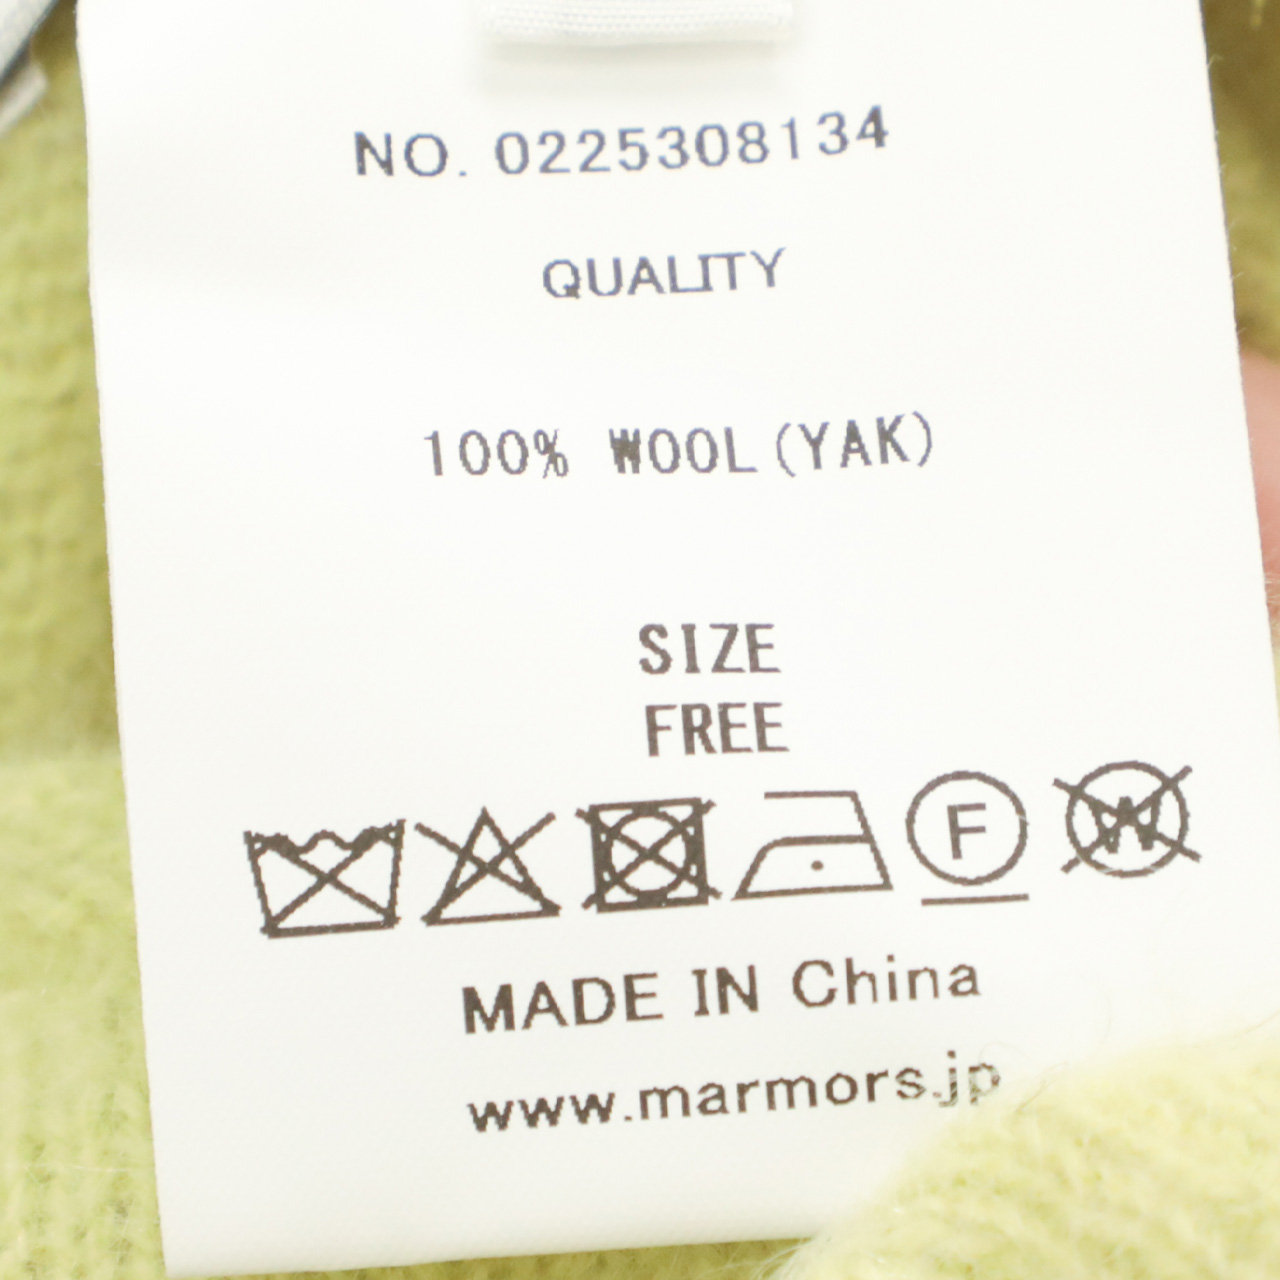 NO. 0225308134
QUALITY
100% WOOL(YAK)
SIZE
FREE
F W
MADE IN China
www.marmors.jp